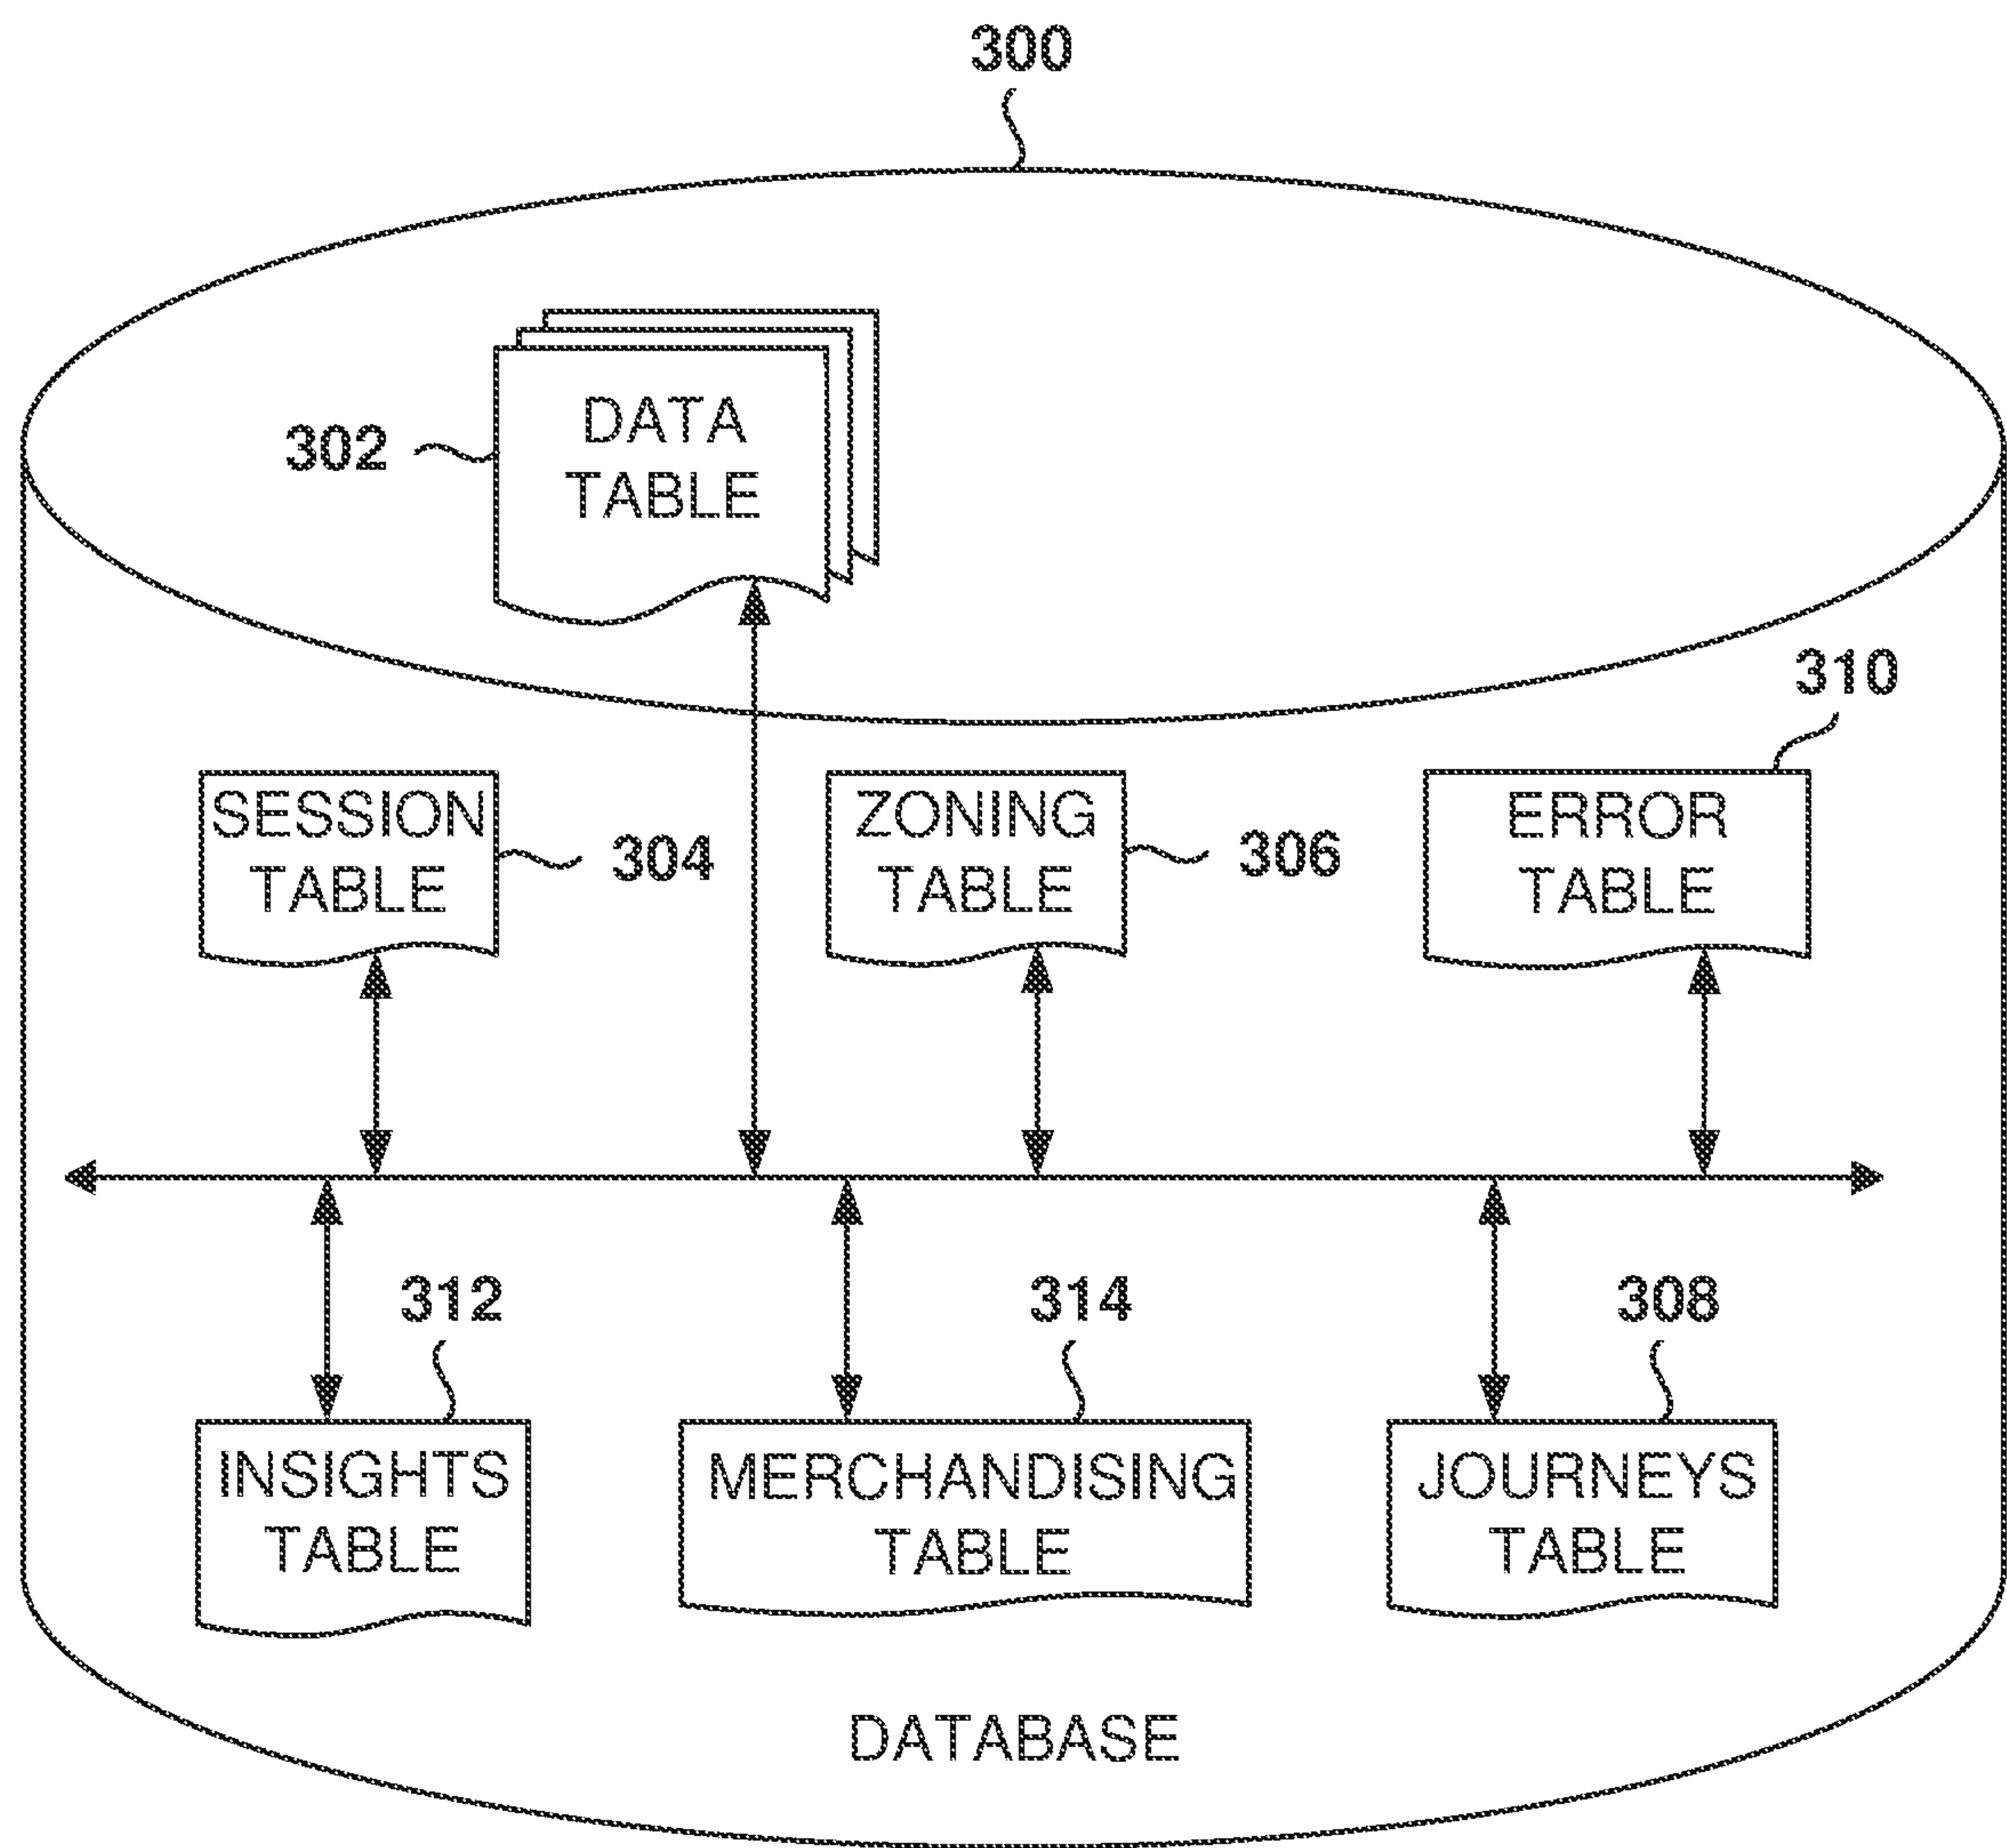 300
302
DATA
TABLE
310
SESSION
TABLE
304
ZONING
TABLE
306
ERROR
TABLE
312
314
308
INSIGHTS
TABLE
MERCHANDISING
TABLE
JOURNEYS
TABLE
DATABASE